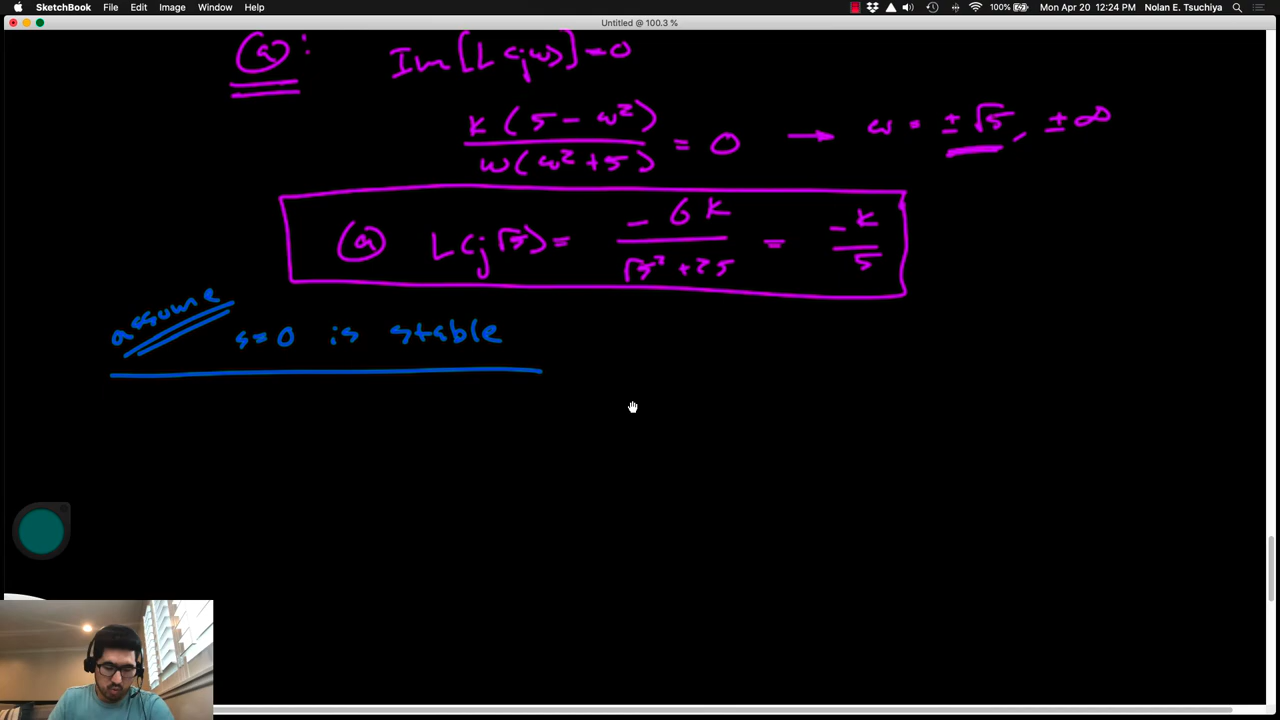 SketchBook File Edit Image Window Help 100% Mon Apr 20 12:24 PM Nolan E. Tsuchiya
Untitled @ 100.3 %
(a): Im[L(jω)]=0
K(5-ω²)/ω(ω²+5) = 0 → ω = ±√5, ±∞
(a) L(j√5)= -6K/√5²+25 = -K/5
assume s=0 is stable